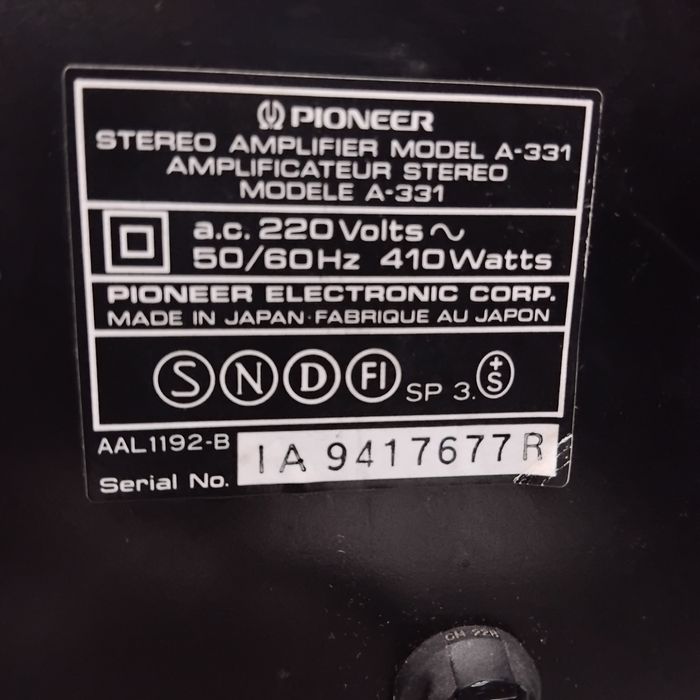 PIONEER
STEREO AMPLIFIER MODEL A-331
AMPLIFICATEUR STEREO
MODELE A-331
a.c. 220 Volts ~
50/60Hz 410 Watts
PIONEER ELECTRONIC CORP.
MADE IN JAPAN·FABRIQUE AU JAPON
S N D FI SP 3. +S
AAL1192-B
Serial No. IA 9417677R